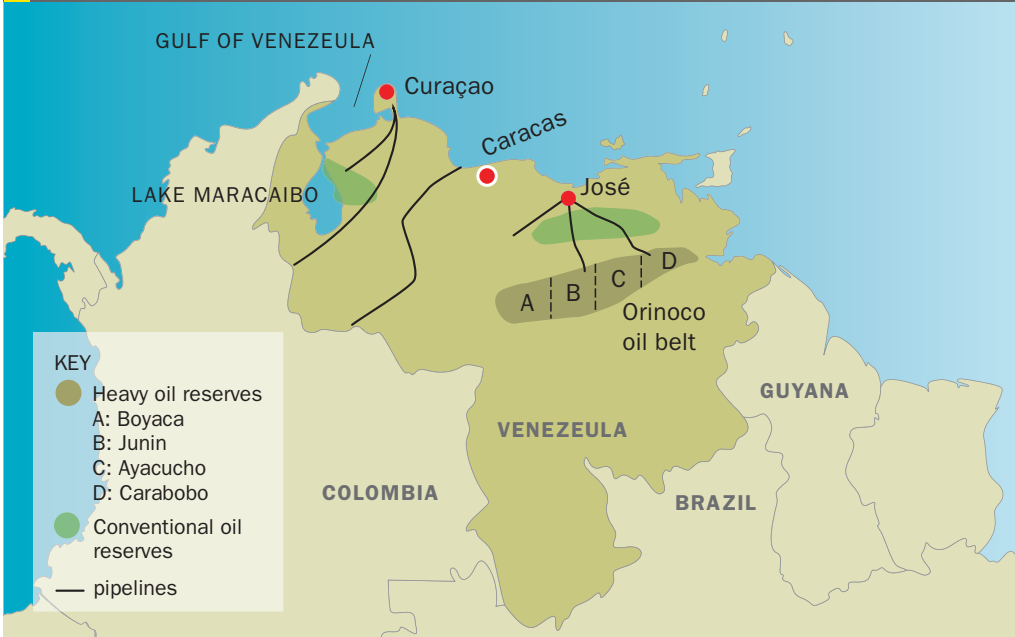 GULF OF VENEZEULA
Curaçao
Caracas
José
LAKE MARACAIBO
A
B
C
D
Orinoco
oil belt
KEY
Heavy oil reserves
A: Boyaca
B: Junin
C: Ayacucho
D: Carabobo
Conventional oil
reserves
pipelines
VENEZEULA
GUYANA
COLOMBIA
BRAZIL